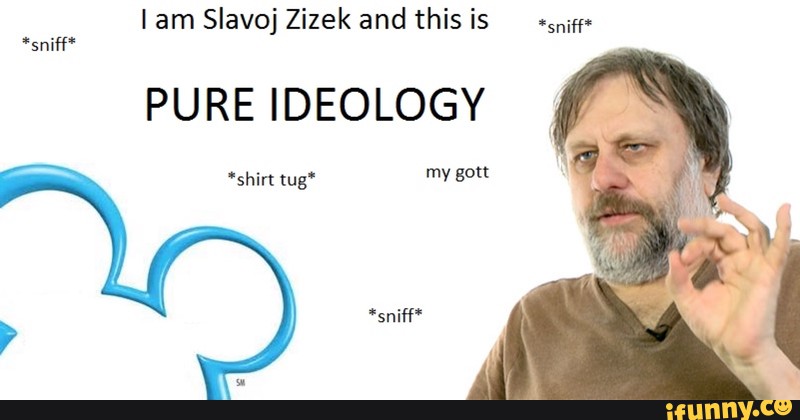 I am Slavoj Zizek and this is
*sniff*
*sniff*
PURE IDEOLOGY
*shirt tug*
my gott
*sniff*
SM
ifunny.co